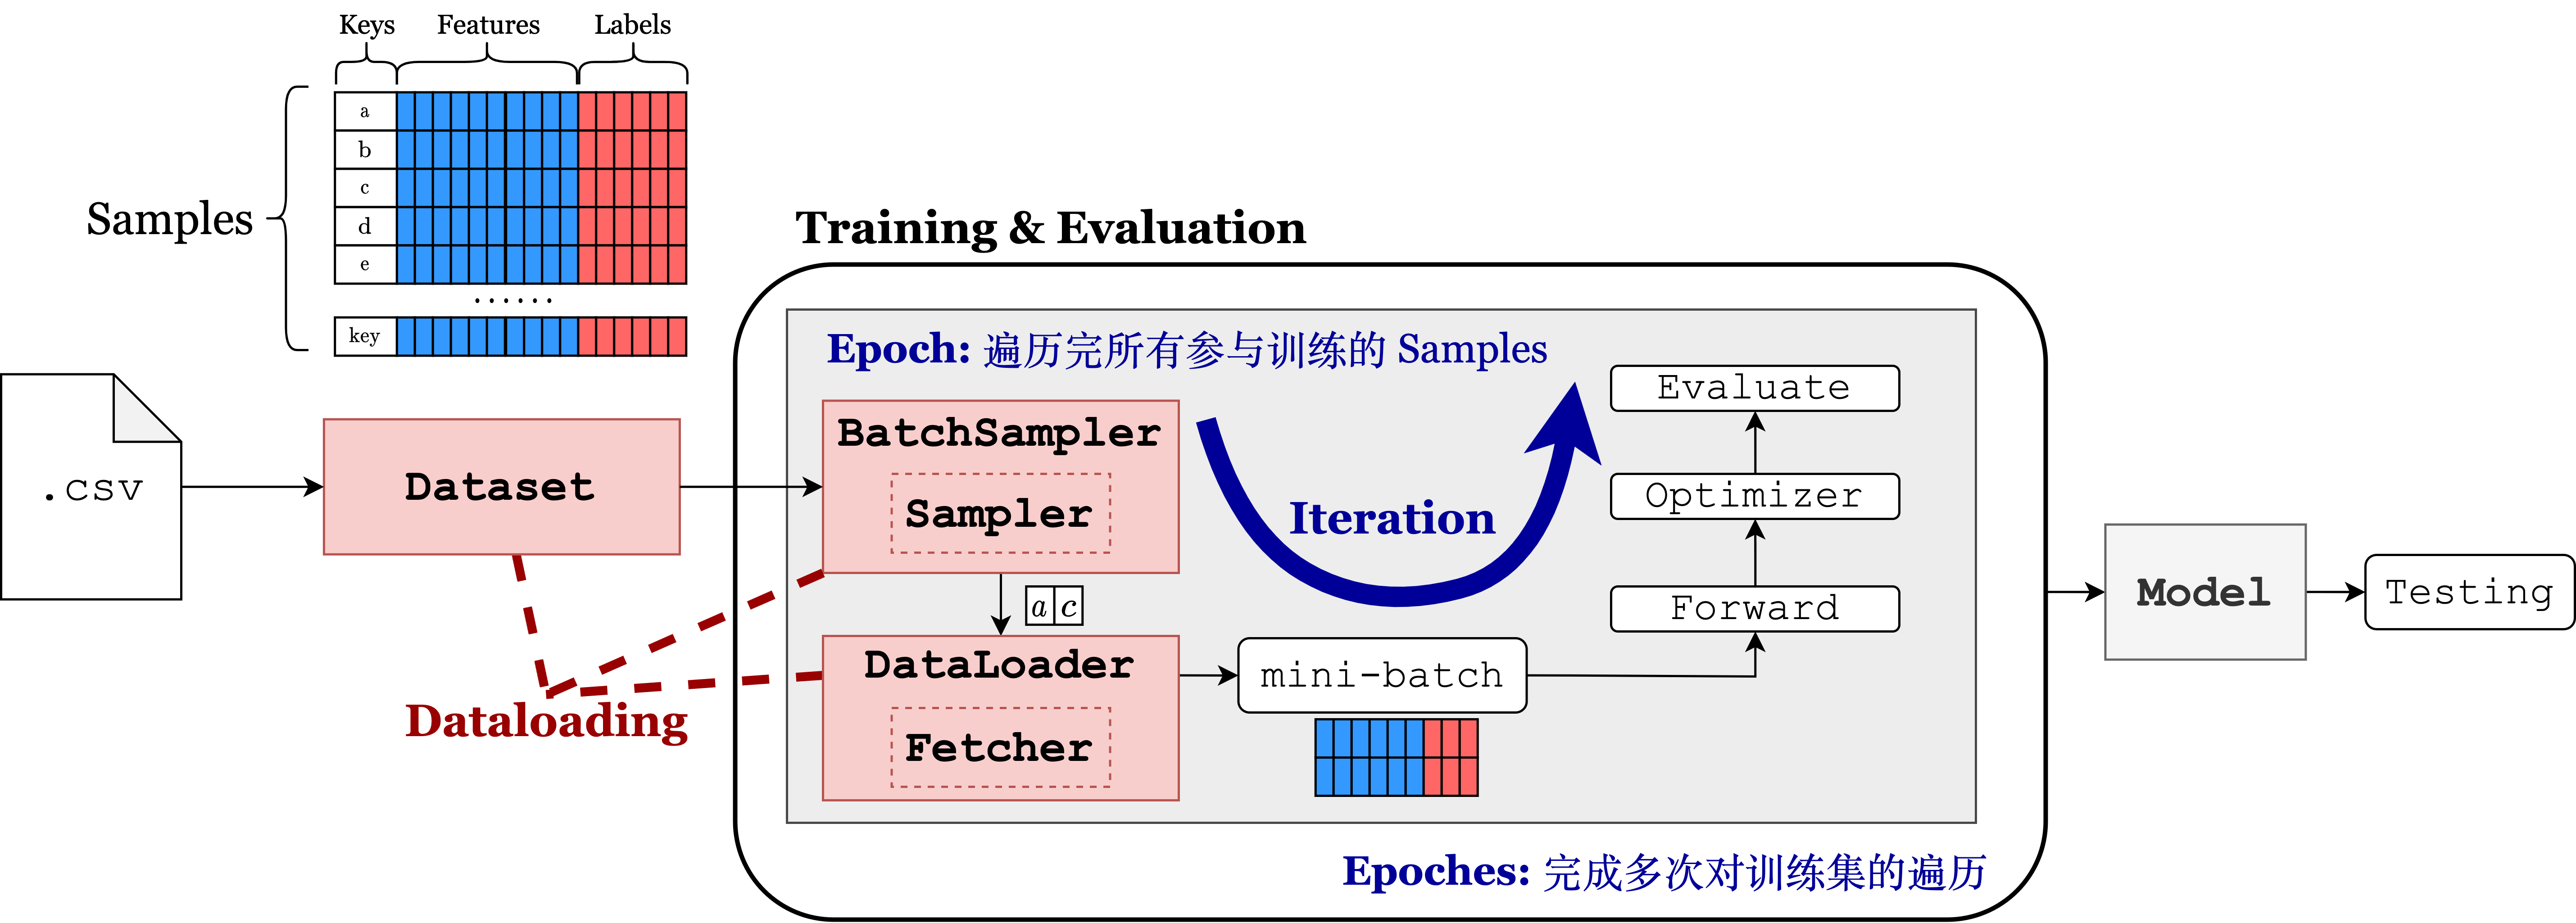 Keys
Features
Labels
a
b
c
d
e
......
key
Samples
.csv
Dataset
Dataloading
Training & Evaluation
Epoch: 遍历完所有参与训练的 Samples
BatchSampler
Sampler
a c
DataLoader
Fetcher
mini-batch
Iteration
Evaluate
Optimizer
Forward
Epoches: 完成多次对训练集的遍历
Model
Testing